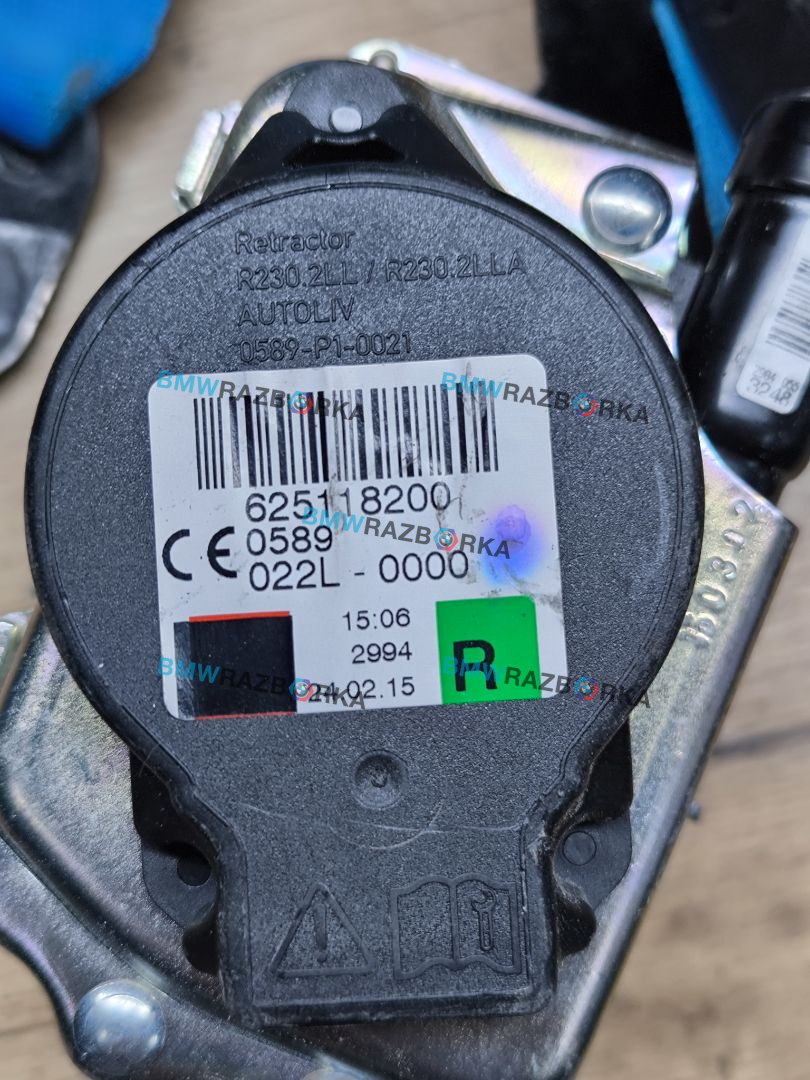 Retractor
R230.2LL / R230.2LLA
AUTOLIV
0589-P1-0021
BMWRAZBORKA
BMWRAZBORKA
625118200
BMWRAZBORKA
CE 0589
022L - 0000
15:06
2994
R
BMWRAZBORKA
BMWRAZBORKA
24.02.15
60302